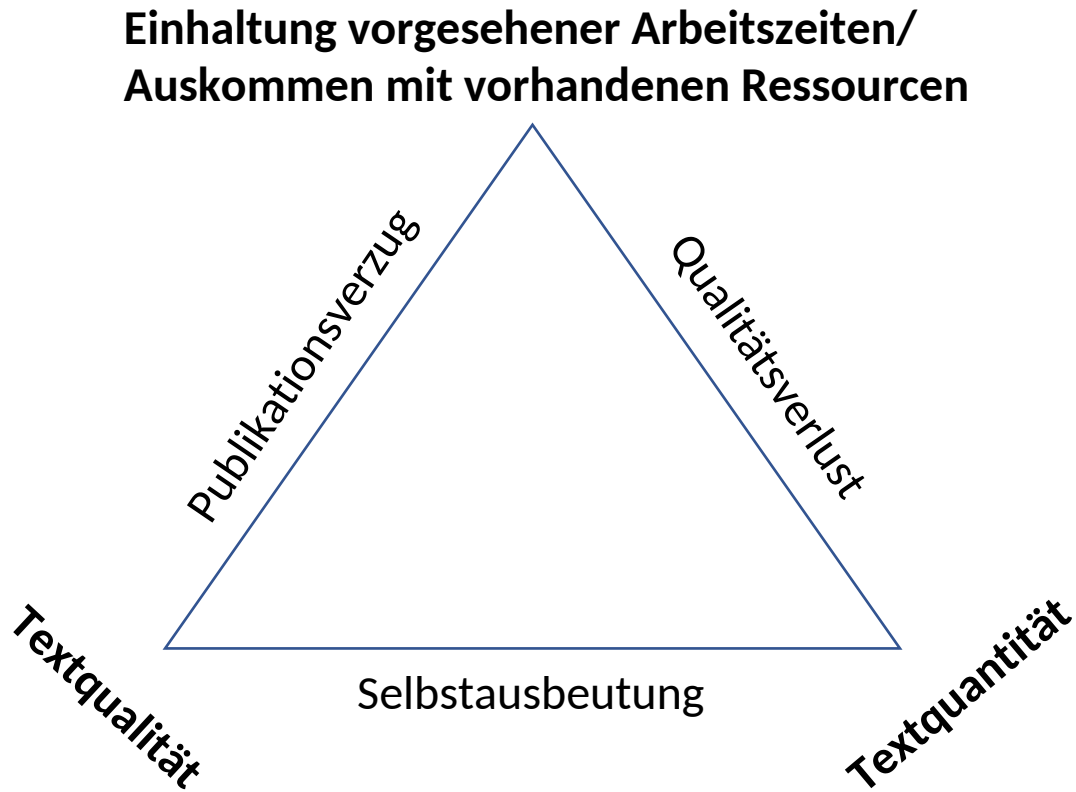 Einhaltung vorgesehener Arbeitszeiten/
Auskommen mit vorhandenen Ressourcen
Publikationsverzug
Qualitätsverlust
Textqualität
Selbstausbeutung
Textquantität